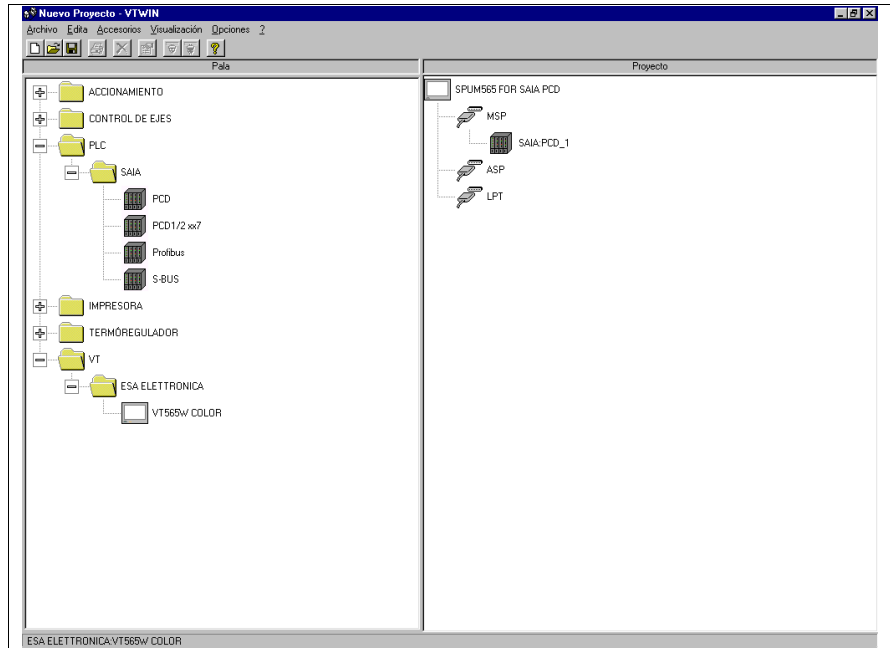 Nuevo Proyecto - VTWIN
Archivo Edita Accesorios Visualización Opciones ?
Pala
Proyecto
ACCIONAMIENTO
CONTROL DE EJES
PLC
SAIA
PCD
PCD1/2 xx7
Profibus
S-BUS
IMPRESORA
TERMÓREGULADOR
VT
ESA ELETTRONICA
VT565W COLOR
SPUM565 FOR SAIA PCD
MSP
SAIA:PCD_1
ASP
LPT
ESA ELETTRONICA:VT565W COLOR